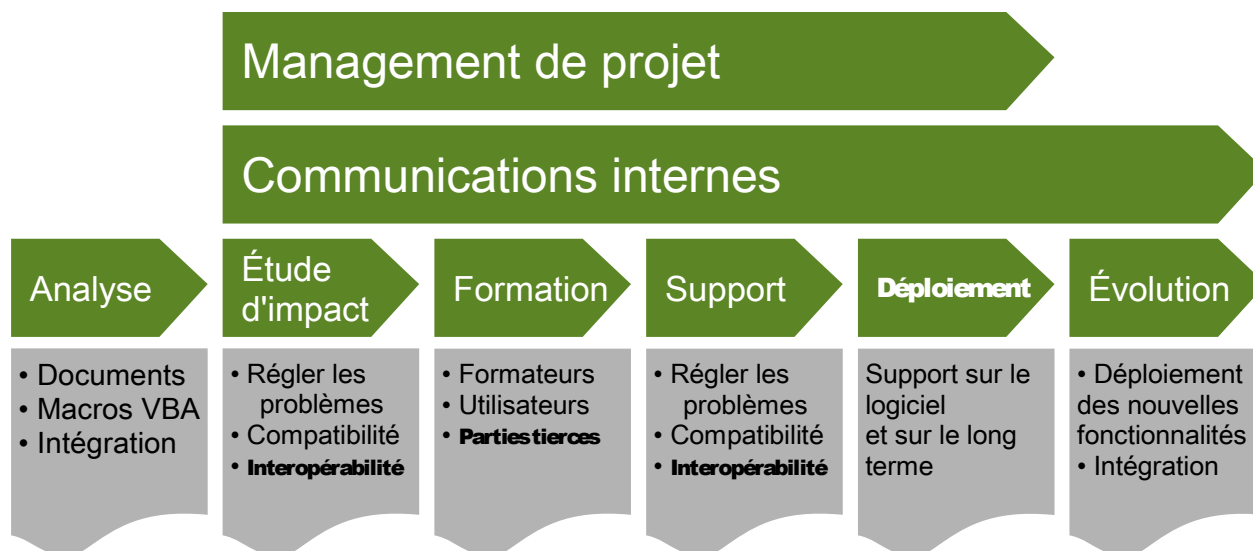 Management de projet
Communications internes
Analyse
Étude
d'impact
Formation
Support
Déploiement
Évolution
• Documents
• Macros VBA
• Intégration
• Régler les
problèmes
• Compatibilité
• Interopérabilité
• Formateurs
• Utilisateurs
• Parties tierces
• Régler les
problèmes
• Compatibilité
• Interopérabilité
Support sur le
logiciel
et sur le long
terme
• Déploiement
des nouvelles
fonctionnalités
• Intégration